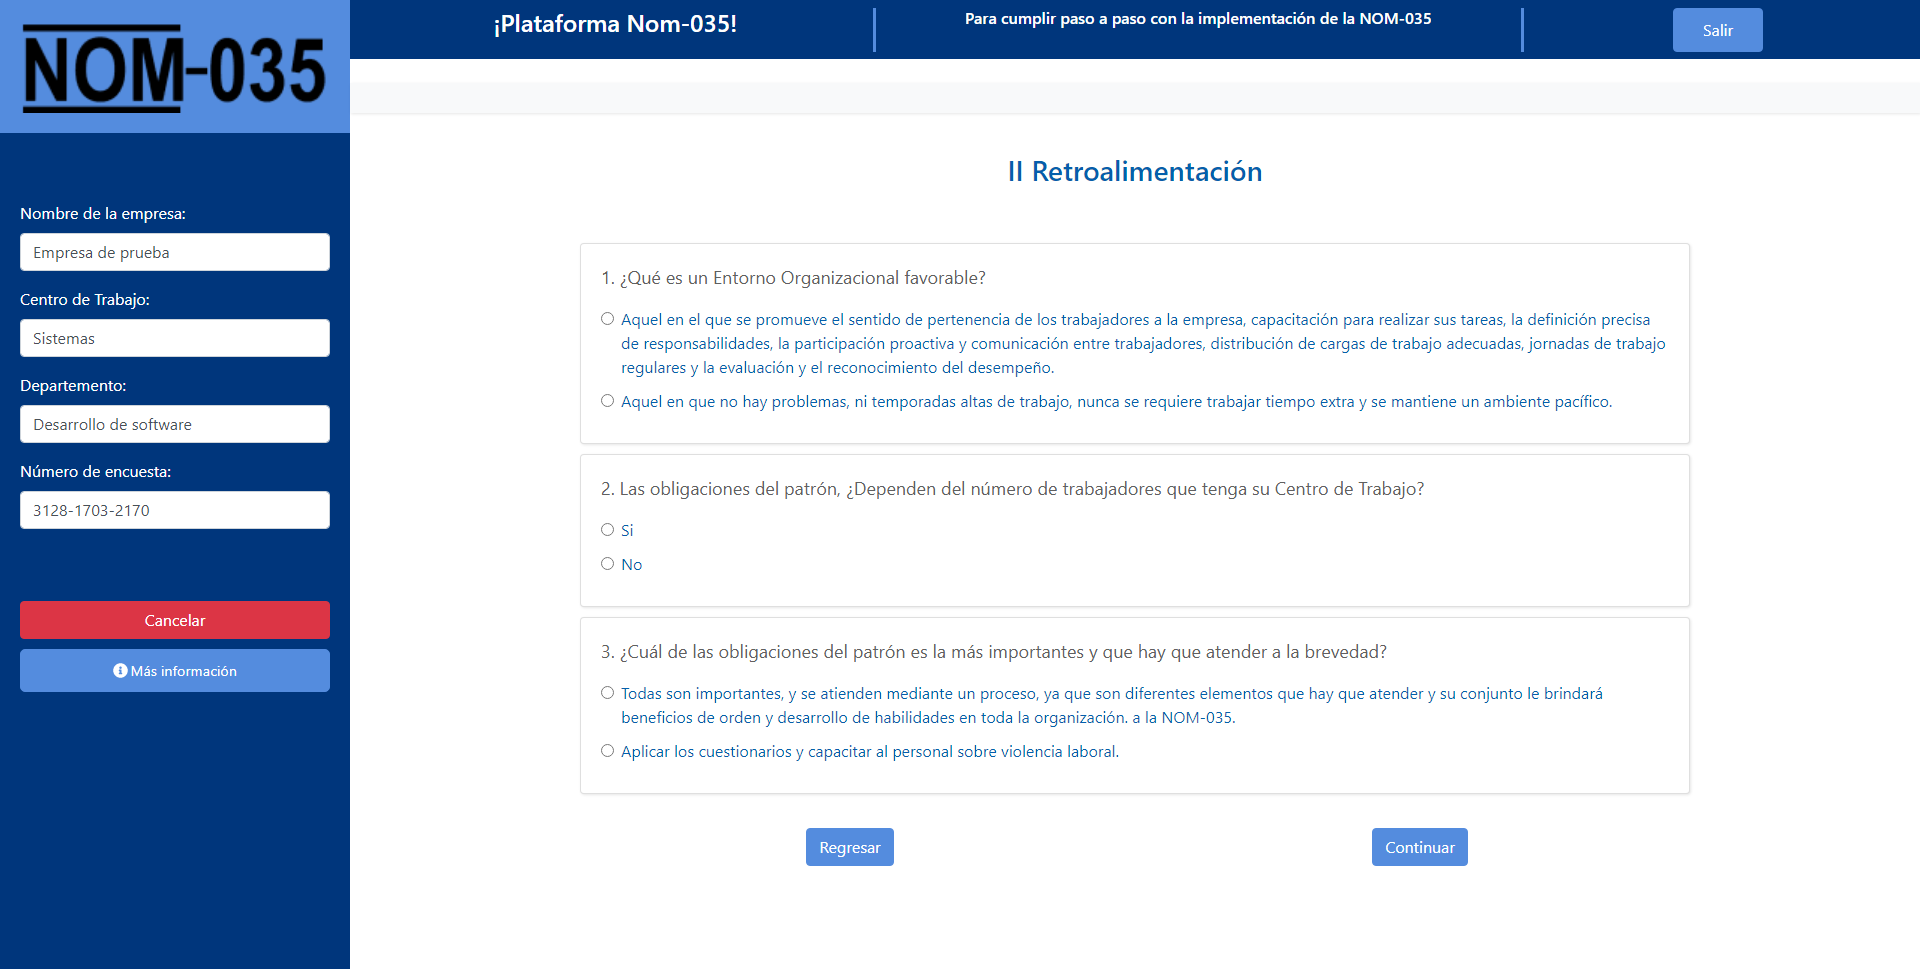 NOM-035
¡Plataforma Nom-035!
Para cumplir paso a paso con la implementación de la NOM-035
Salir
Nombre de la empresa:
Empresa de prueba
Centro de Trabajo:
Sistemas
Departemento:
Desarrollo de software
Número de encuesta:
3128-1703-2170
Cancelar
Más información
II Retroalimentación
1. ¿Qué es un Entorno Organizacional favorable?
Aquel en el que se promueve el sentido de pertenencia de los trabajadores a la empresa, capacitación para realizar sus tareas, la definición precisa
de responsabilidades, la participación proactiva y comunicación entre trabajadores, distribución de cargas de trabajo adecuadas, jornadas de trabajo
regulares y la evaluación y el reconocimiento del desempeño.
Aquel en que no hay problemas, ni temporadas altas de trabajo, nunca se requiere trabajar tiempo extra y se mantiene un ambiente pacífico.
2. Las obligaciones del patrón, ¿Dependen del número de trabajadores que tenga su Centro de Trabajo?
Si
No
3. ¿Cuál de las obligaciones del patrón es la más importantes y que hay que atender a la brevedad?
Todas son importantes, y se atienden mediante un proceso, ya que son diferentes elementos que hay que atender y su conjunto le brindará
beneficios de orden y desarrollo de habilidades en toda la organización. a la NOM-035.
Aplicar los cuestionarios y capacitar al personal sobre violencia laboral.
Regresar
Continuar